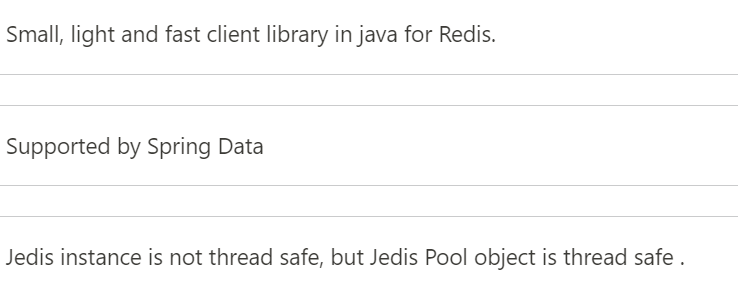 Small, light and fast client library in java for Redis.
Supported by Spring Data
Jedis instance is not thread safe, but Jedis Pool object is thread safe .